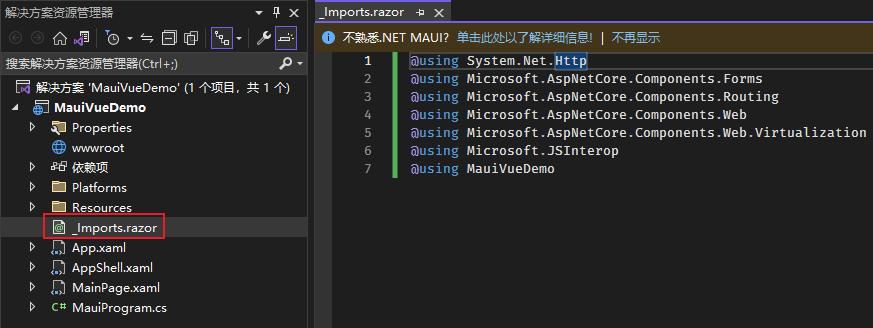 解决方案资源管理器
搜索解决方案资源管理器(Ctrl+;)
解决方案 'MauiVueDemo' (1 个项目，共 1 个)
MauiVueDemo
Properties
wwwroot
依赖项
Platforms
Resources
_Imports.razor
App.xaml
AppShell.xaml
MainPage.xaml
C# MauiProgram.cs
_Imports.razor
不熟悉.NET MAUI? 单击此处以了解详细信息! | 不再显示
1 @using System.Net.Http
2 @using Microsoft.AspNetCore.Components.Forms
3 @using Microsoft.AspNetCore.Components.Routing
4 @using Microsoft.AspNetCore.Components.Web
5 @using Microsoft.AspNetCore.Components.Web.Virtualization
6 @using Microsoft.JSInterop
7 @using MauiVueDemo